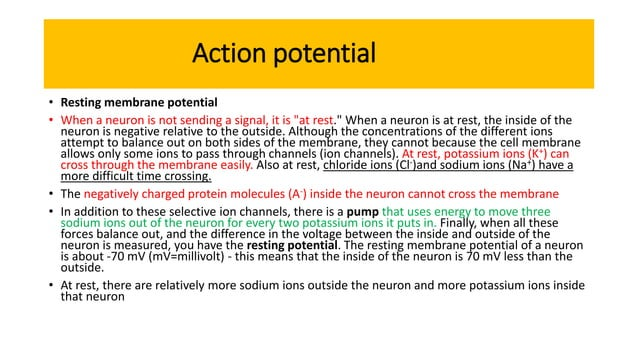 Action potential
• Resting membrane potential
• When a neuron is not sending a signal, it is "at rest." When a neuron is at rest, the inside of the
neuron is negative relative to the outside. Although the concentrations of the different ions
attempt to balance out on both sides of the membrane, they cannot because the cell membrane
allows only some ions to pass through channels (ion channels). At rest, potassium ions (K⁺) can
cross through the membrane easily. Also at rest, chloride ions (Cl⁻)and sodium ions (Na⁺) have a
more difficult time crossing.
• The negatively charged protein molecules (A⁻) inside the neuron cannot cross the membrane
• In addition to these selective ion channels, there is a pump that uses energy to move three
sodium ions out of the neuron for every two potassium ions it puts in. Finally, when all these
forces balance out, and the difference in the voltage between the inside and outside of the
neuron is measured, you have the resting potential. The resting membrane potential of a neuron
is about -70 mV (mV=millivolt) - this means that the inside of the neuron is 70 mV less than the
outside.
• At rest, there are relatively more sodium ions outside the neuron and more potassium ions inside
that neuron